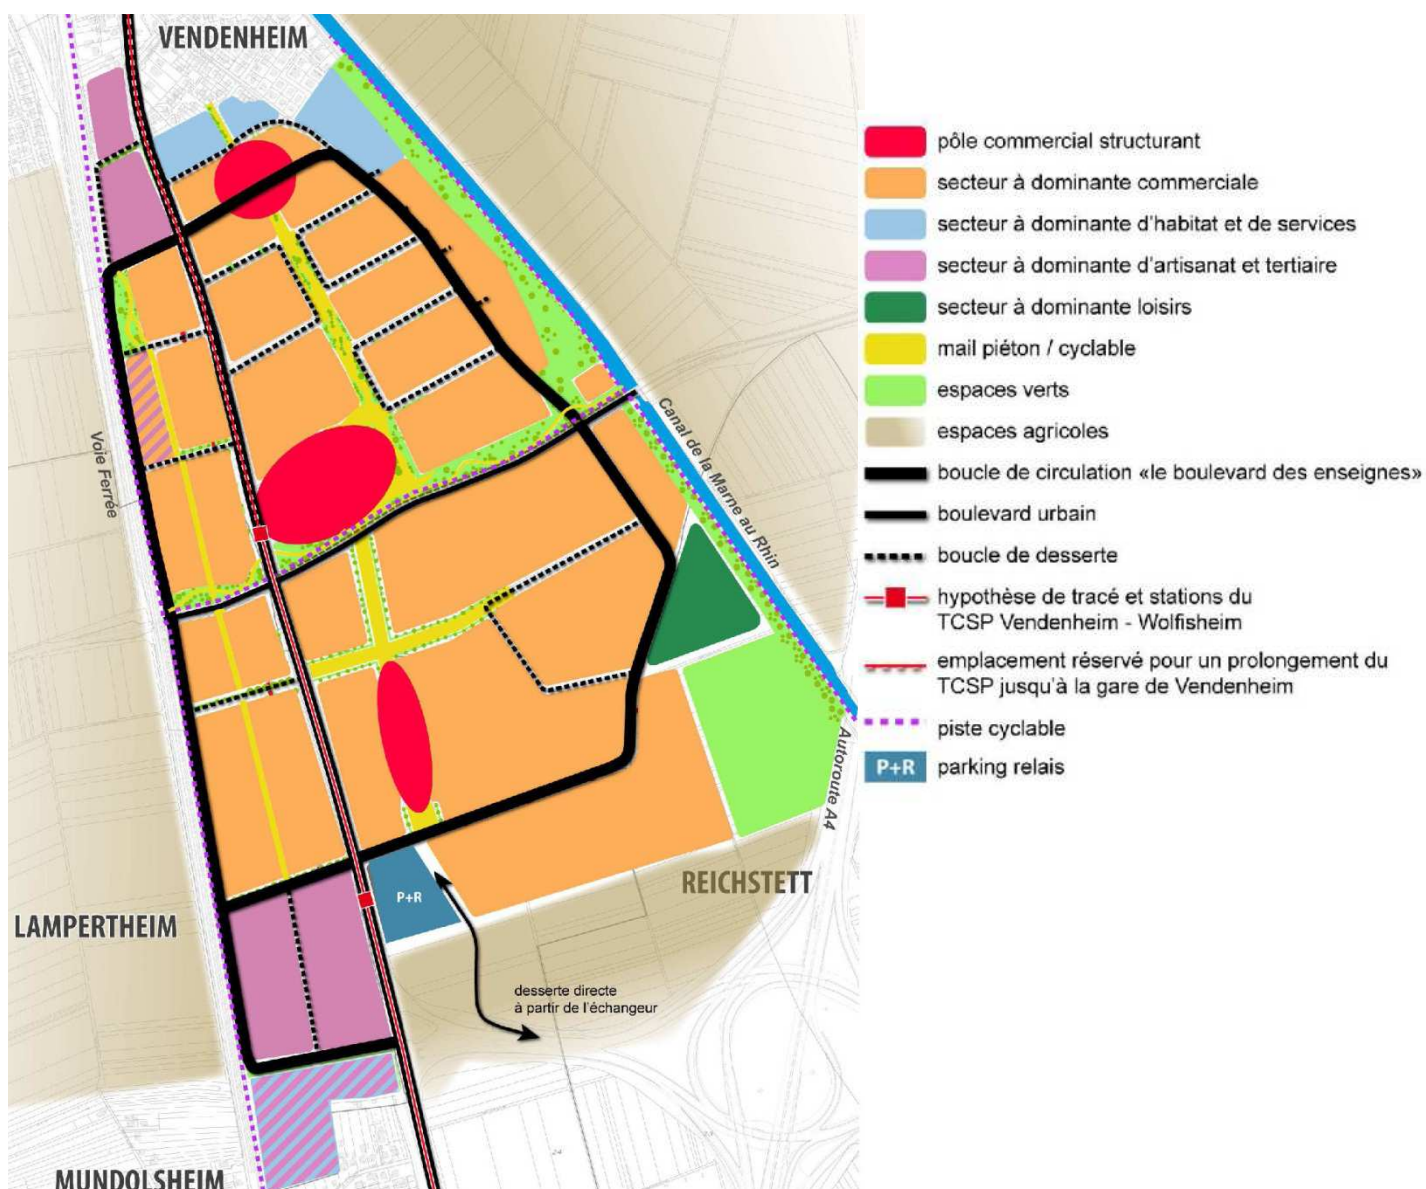 VENDENHEIM
Voie Ferrée
Canal de la Marne au Rhin
Autoroute A4
REICHSTETT
P+R
LAMPERTHEIM
desserte directe
à partir de l'échangeur
MUNDOLSHEIM
pôle commercial structurant
secteur à dominante commerciale
secteur à dominante d'habitat et de services
secteur à dominante d'artisanat et tertiaire
secteur à dominante loisirs
mail piéton / cyclable
espaces verts
espaces agricoles
boucle de circulation «le boulevard des enseignes»
boulevard urbain
boucle de desserte
hypothèse de tracé et stations du
TCSP Vendenheim - Wolfisheim
emplacement réservé pour un prolongement du
TCSP jusqu'à la gare de Vendenheim
piste cyclable
P+R parking relais